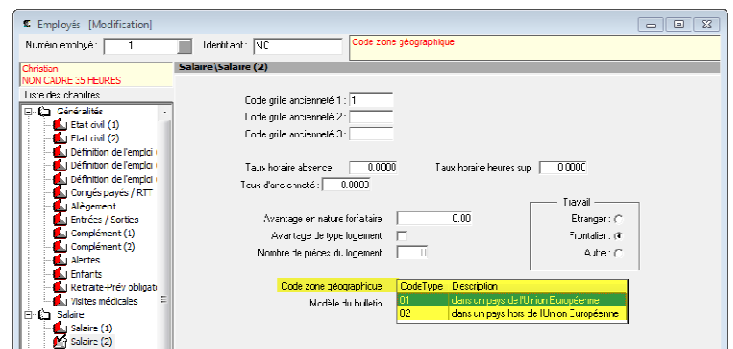 Employés [Modification]
Numéro employé : 1 Identifiant : NC
Code zone géographique
Christian
NON CADRE 35 HEURES
Salaire\Salaire (2)
Liste des chapitres
Généralités
Etat civil (1)
Etat civil (2)
Définition de l'emploi
Définition de l'emploi
Définition de l'emploi
Congés payés / RTT
Allègement
Entrées / Sorties
Complément (1)
Complément (2)
Alertes
Enfants
Retraite-Prév obligat
Visites médicales
Salaire
Salaire (1)
Salaire (2)
Code grille ancienneté 1 : 1
Code grille ancienneté 2 :
Code grille ancienneté 3 :
Taux horaire absence 0.0000 Taux horaire heures sup 0.0000
Taux d'ancienneté : 0.0000
Avantage en nature forfaitaire 0.00
Avantage de type logement
Nombre de pièces du logement 0
Travail
Etranger :
Frontalier :
Autre :
Code zone géographique
Modèle du bulletin
CodeType Description
01 dans un pays de l'Union Européenne
02 dans un pays hors de l'Union Européenne